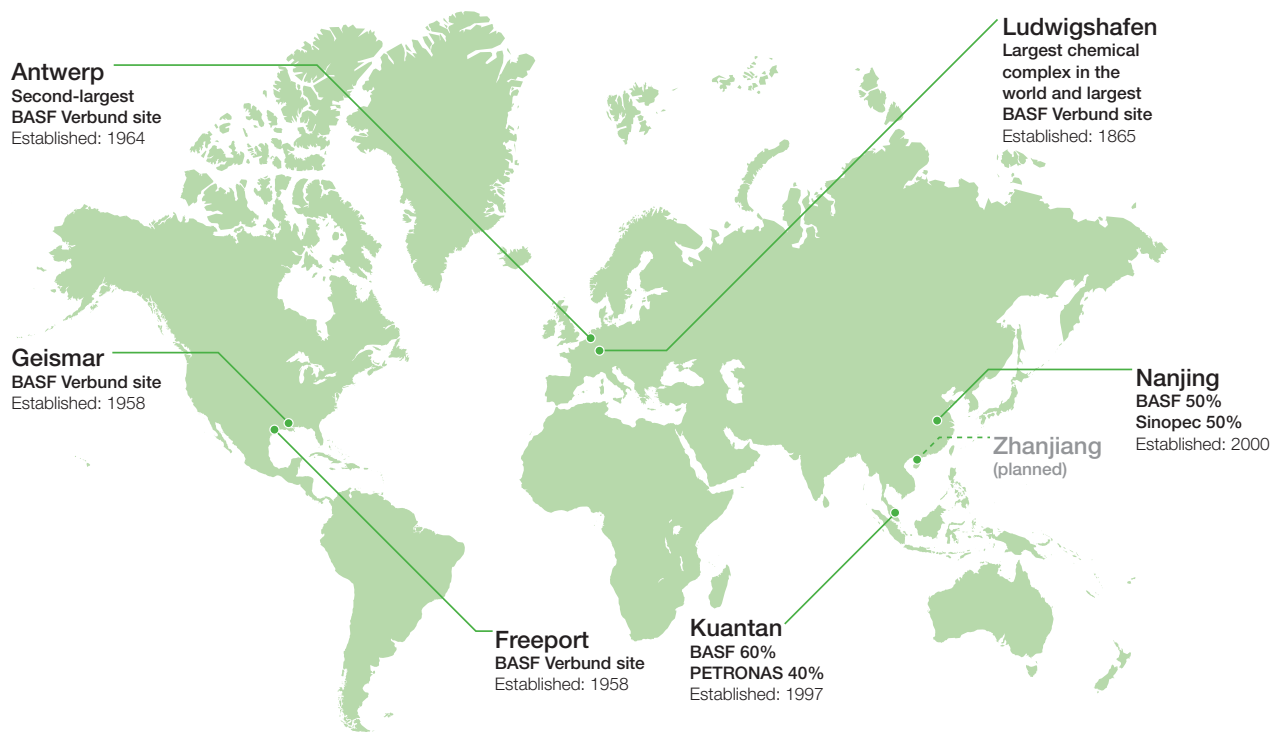 Antwerp
Second-largest
BASF Verbund site
Established: 1964
Ludwigshafen
Largest chemical
complex in the
world and largest
BASF Verbund site
Established: 1865
Geismar
BASF Verbund site
Established: 1958
Nanjing
BASF 50%
Sinopec 50%
Established: 2000
Zhanjiang
(planned)
Freeport
BASF Verbund site
Established: 1958
Kuantan
BASF 60%
PETRONAS 40%
Established: 1997